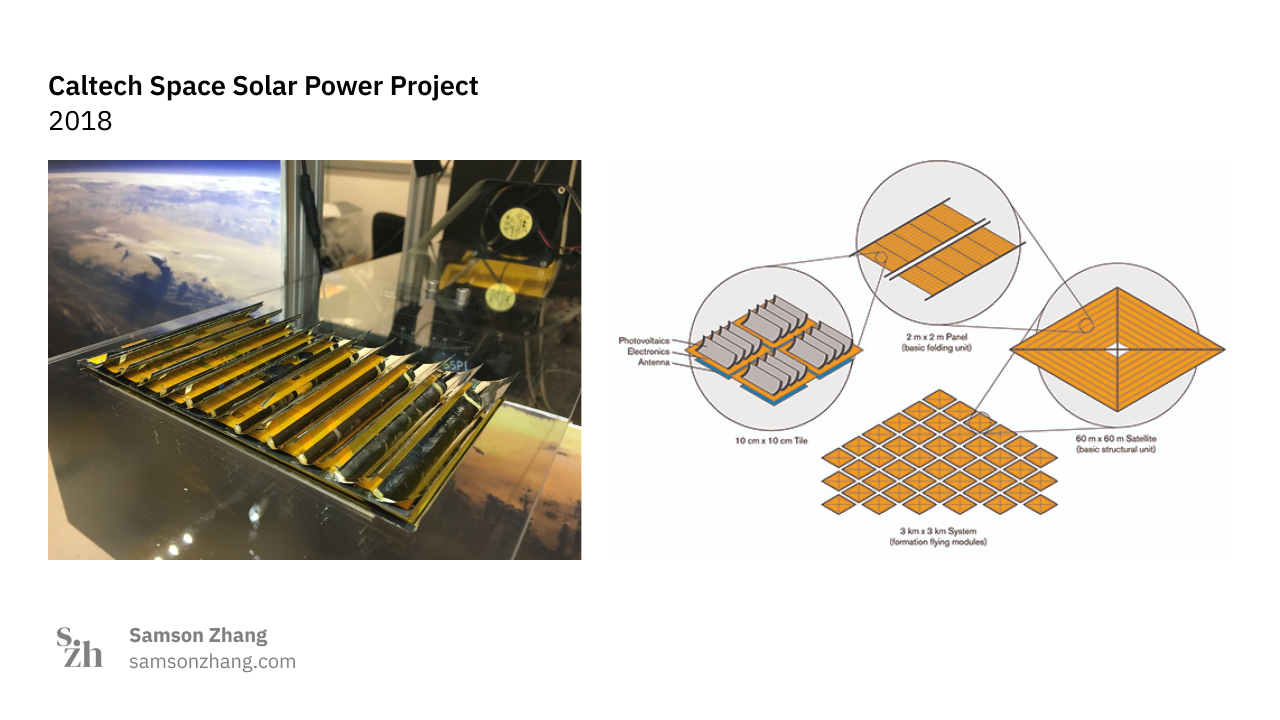 Caltech Space Solar Power Project
2018
SSPI
Photovoltaics
Electronics
Antenna
10 cm x 10 cm Tile
2 m x 2 m Panel
(basic folding unit)
60 m x 60 m Satellite
(basic structural unit)
3 km x 3 km System
(formation flying modules)
szh
Samson Zhang
samsonzhang.com